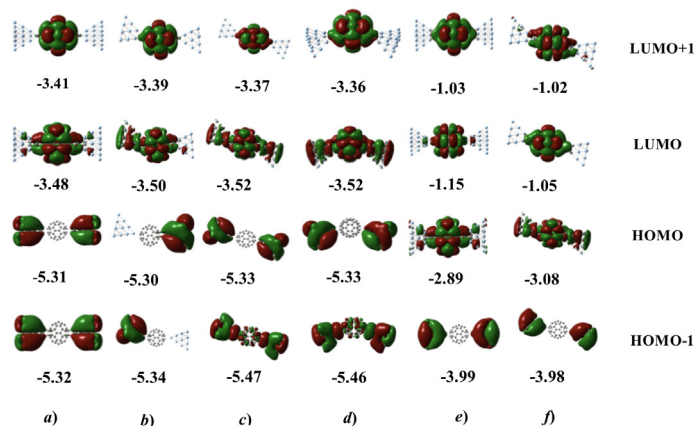 LUMO+1
-3.41 -3.39 -3.37 -3.36 -1.03 -1.02
LUMO
-3.48 -3.50 -3.52 -3.52 -1.15 -1.05
HOMO
-5.31 -5.30 -5.33 -5.33 -2.89 -3.08
HOMO-1
-5.32 -5.34 -5.47 -5.46 -3.99 -3.98
a) b) c) d) e) f)